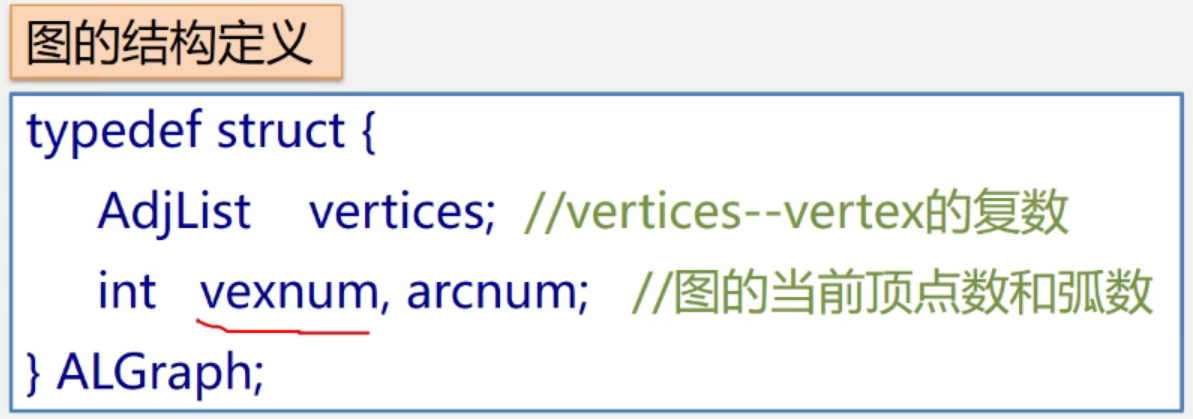 图的结构定义
typedef struct {
AdjList vertices; //vertices--vertex的复数
int vexnum, arcnum; //图的当前顶点数和弧数
} ALGraph;